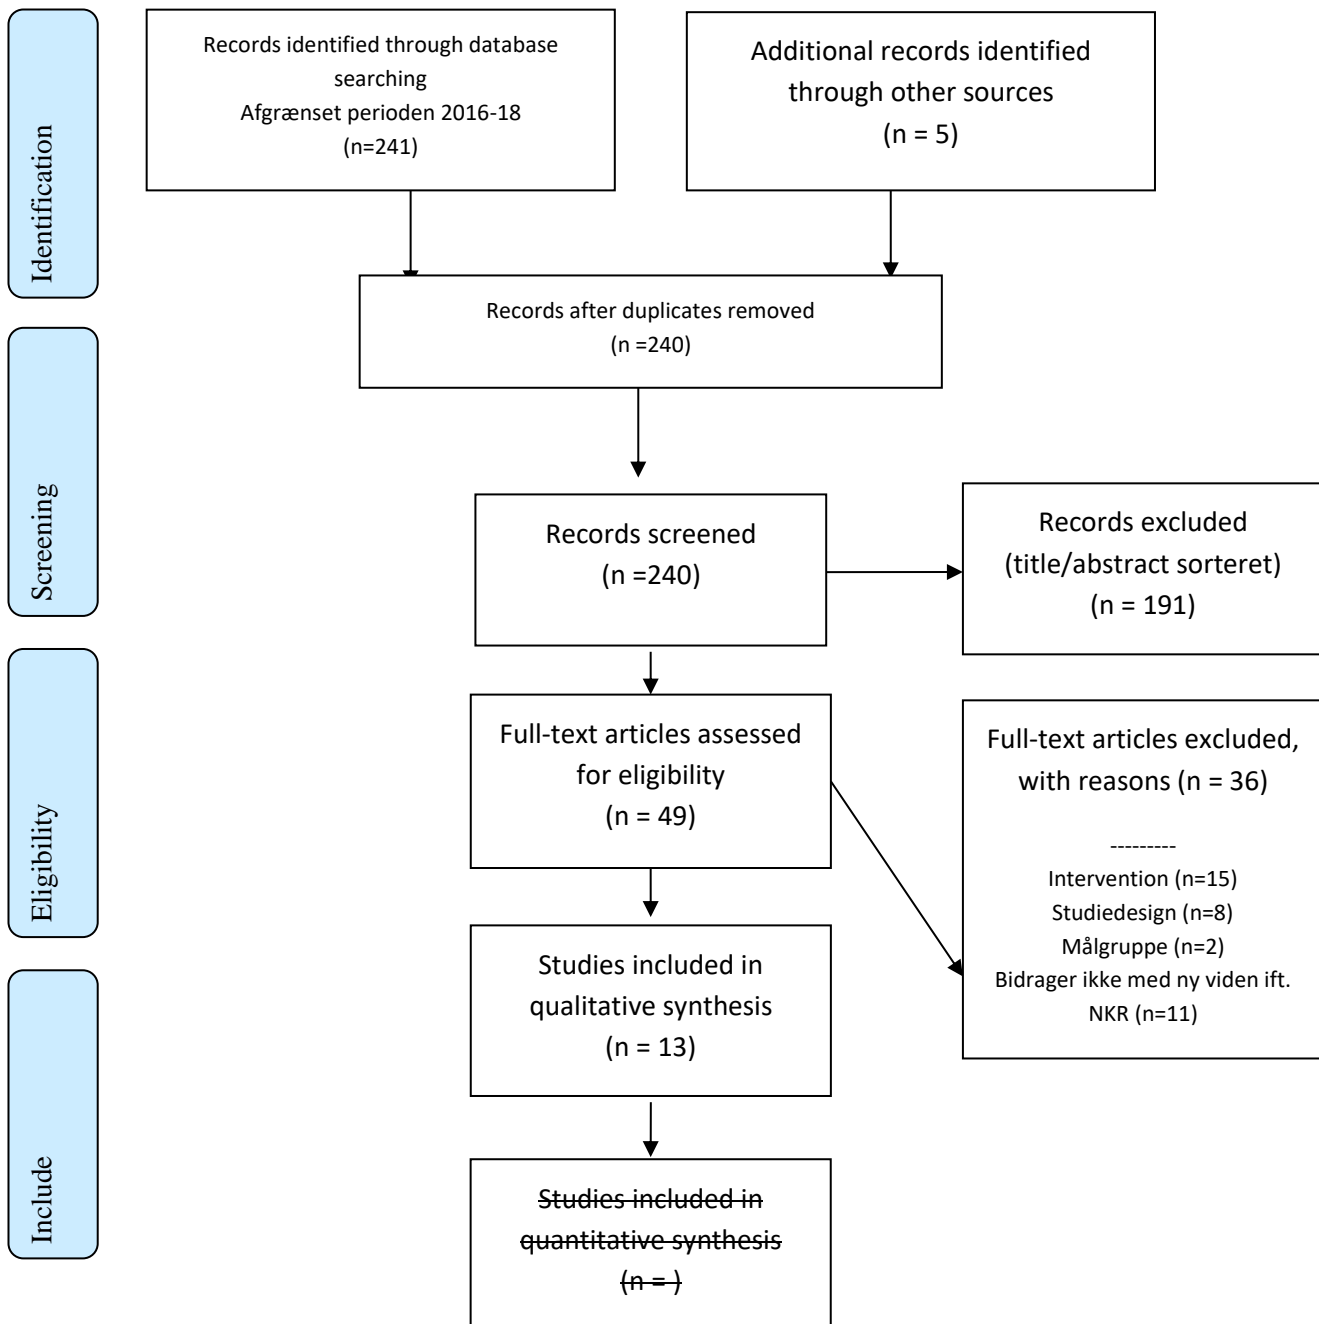 Identification
Records identified through database
searching
Afgrænset perioden 2016-18
(n=241)
Additional records identified
through other sources
(n = 5)
Records after duplicates removed
(n =240)
Screening
Records screened
(n =240)
Records excluded
(title/abstract sorteret)
(n = 191)
Eligibility
Full-text articles assessed
for eligibility
(n = 49)
Full-text articles excluded,
with reasons (n = 36)
---------
Intervention (n=15)
Studiedesign (n=8)
Målgruppe (n=2)
Bidrager ikke med ny viden ift.
NKR (n=11)
Studies included in
qualitative synthesis
(n = 13)
Include
Studies included in
quantitative synthesis
(n = )